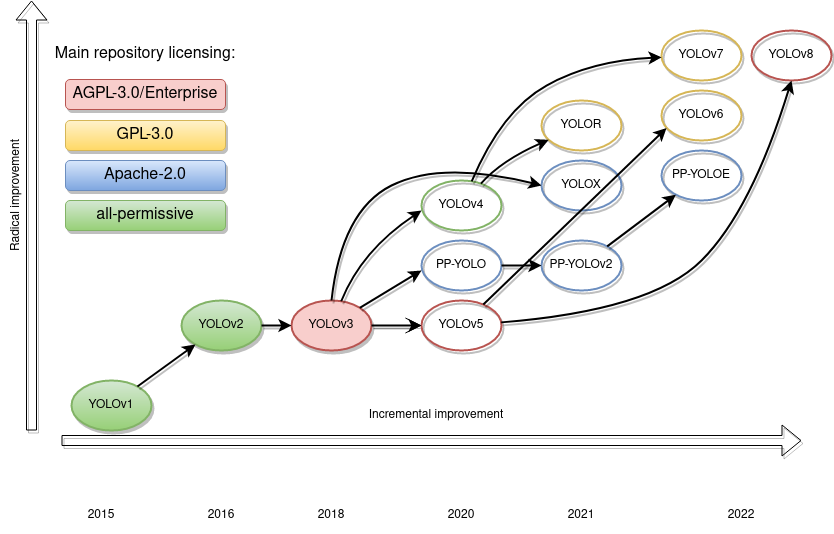 Main repository licensing:
AGPL-3.0/Enterprise
GPL-3.0
Apache-2.0
all-permissive
Radical improvement
YOLOv7
YOLOv8
YOLOR
YOLOv6
YOLOX
PP-YOLOE
YOLOv4
PP-YOLO
PP-YOLOv2
YOLOv2
YOLOv3
YOLOv5
YOLOv1
Incremental improvement
2015
2016
2018
2020
2021
2022